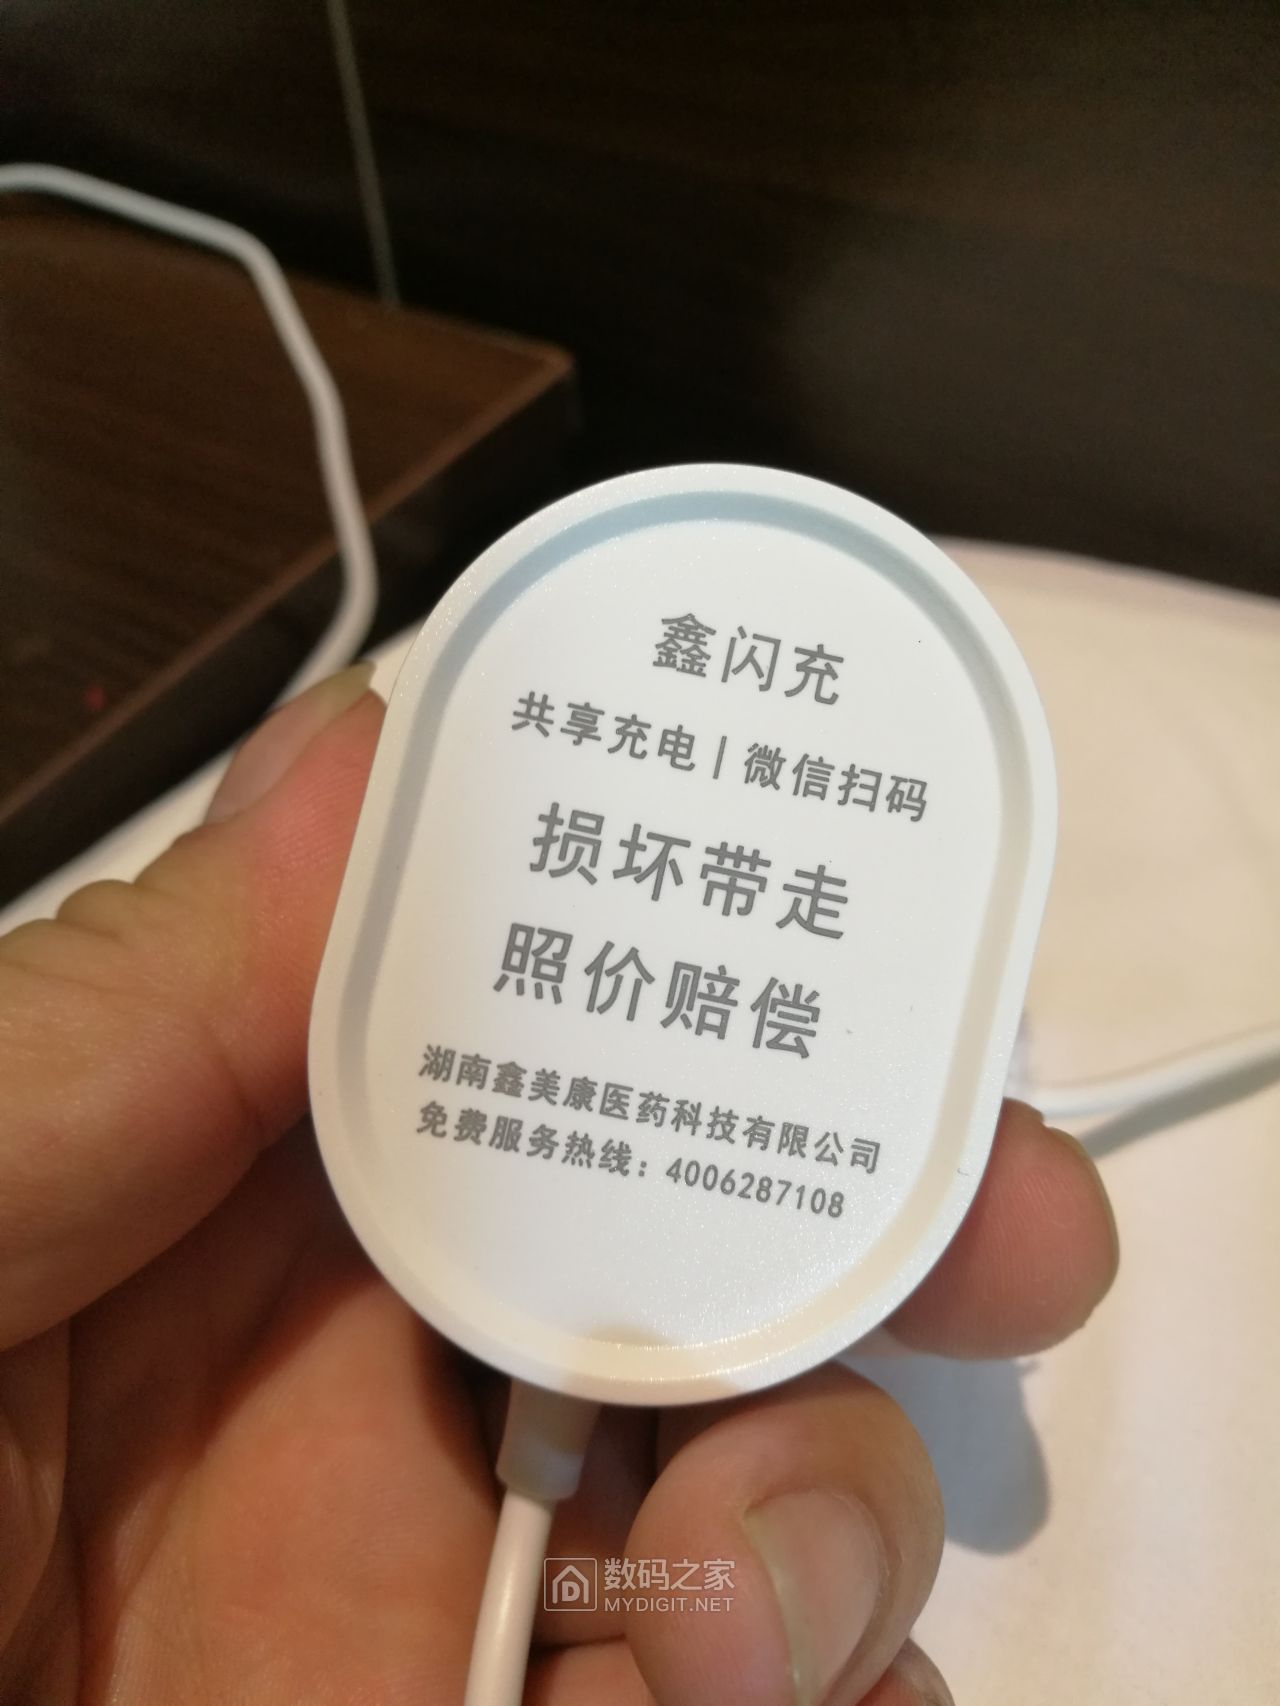 鑫闪充
共享充电 | 微信扫码
损坏带走
照价赔偿
湖南鑫美康医药科技有限公司
免费服务热线：4006287108
数码之家
MYDIGIT.NET